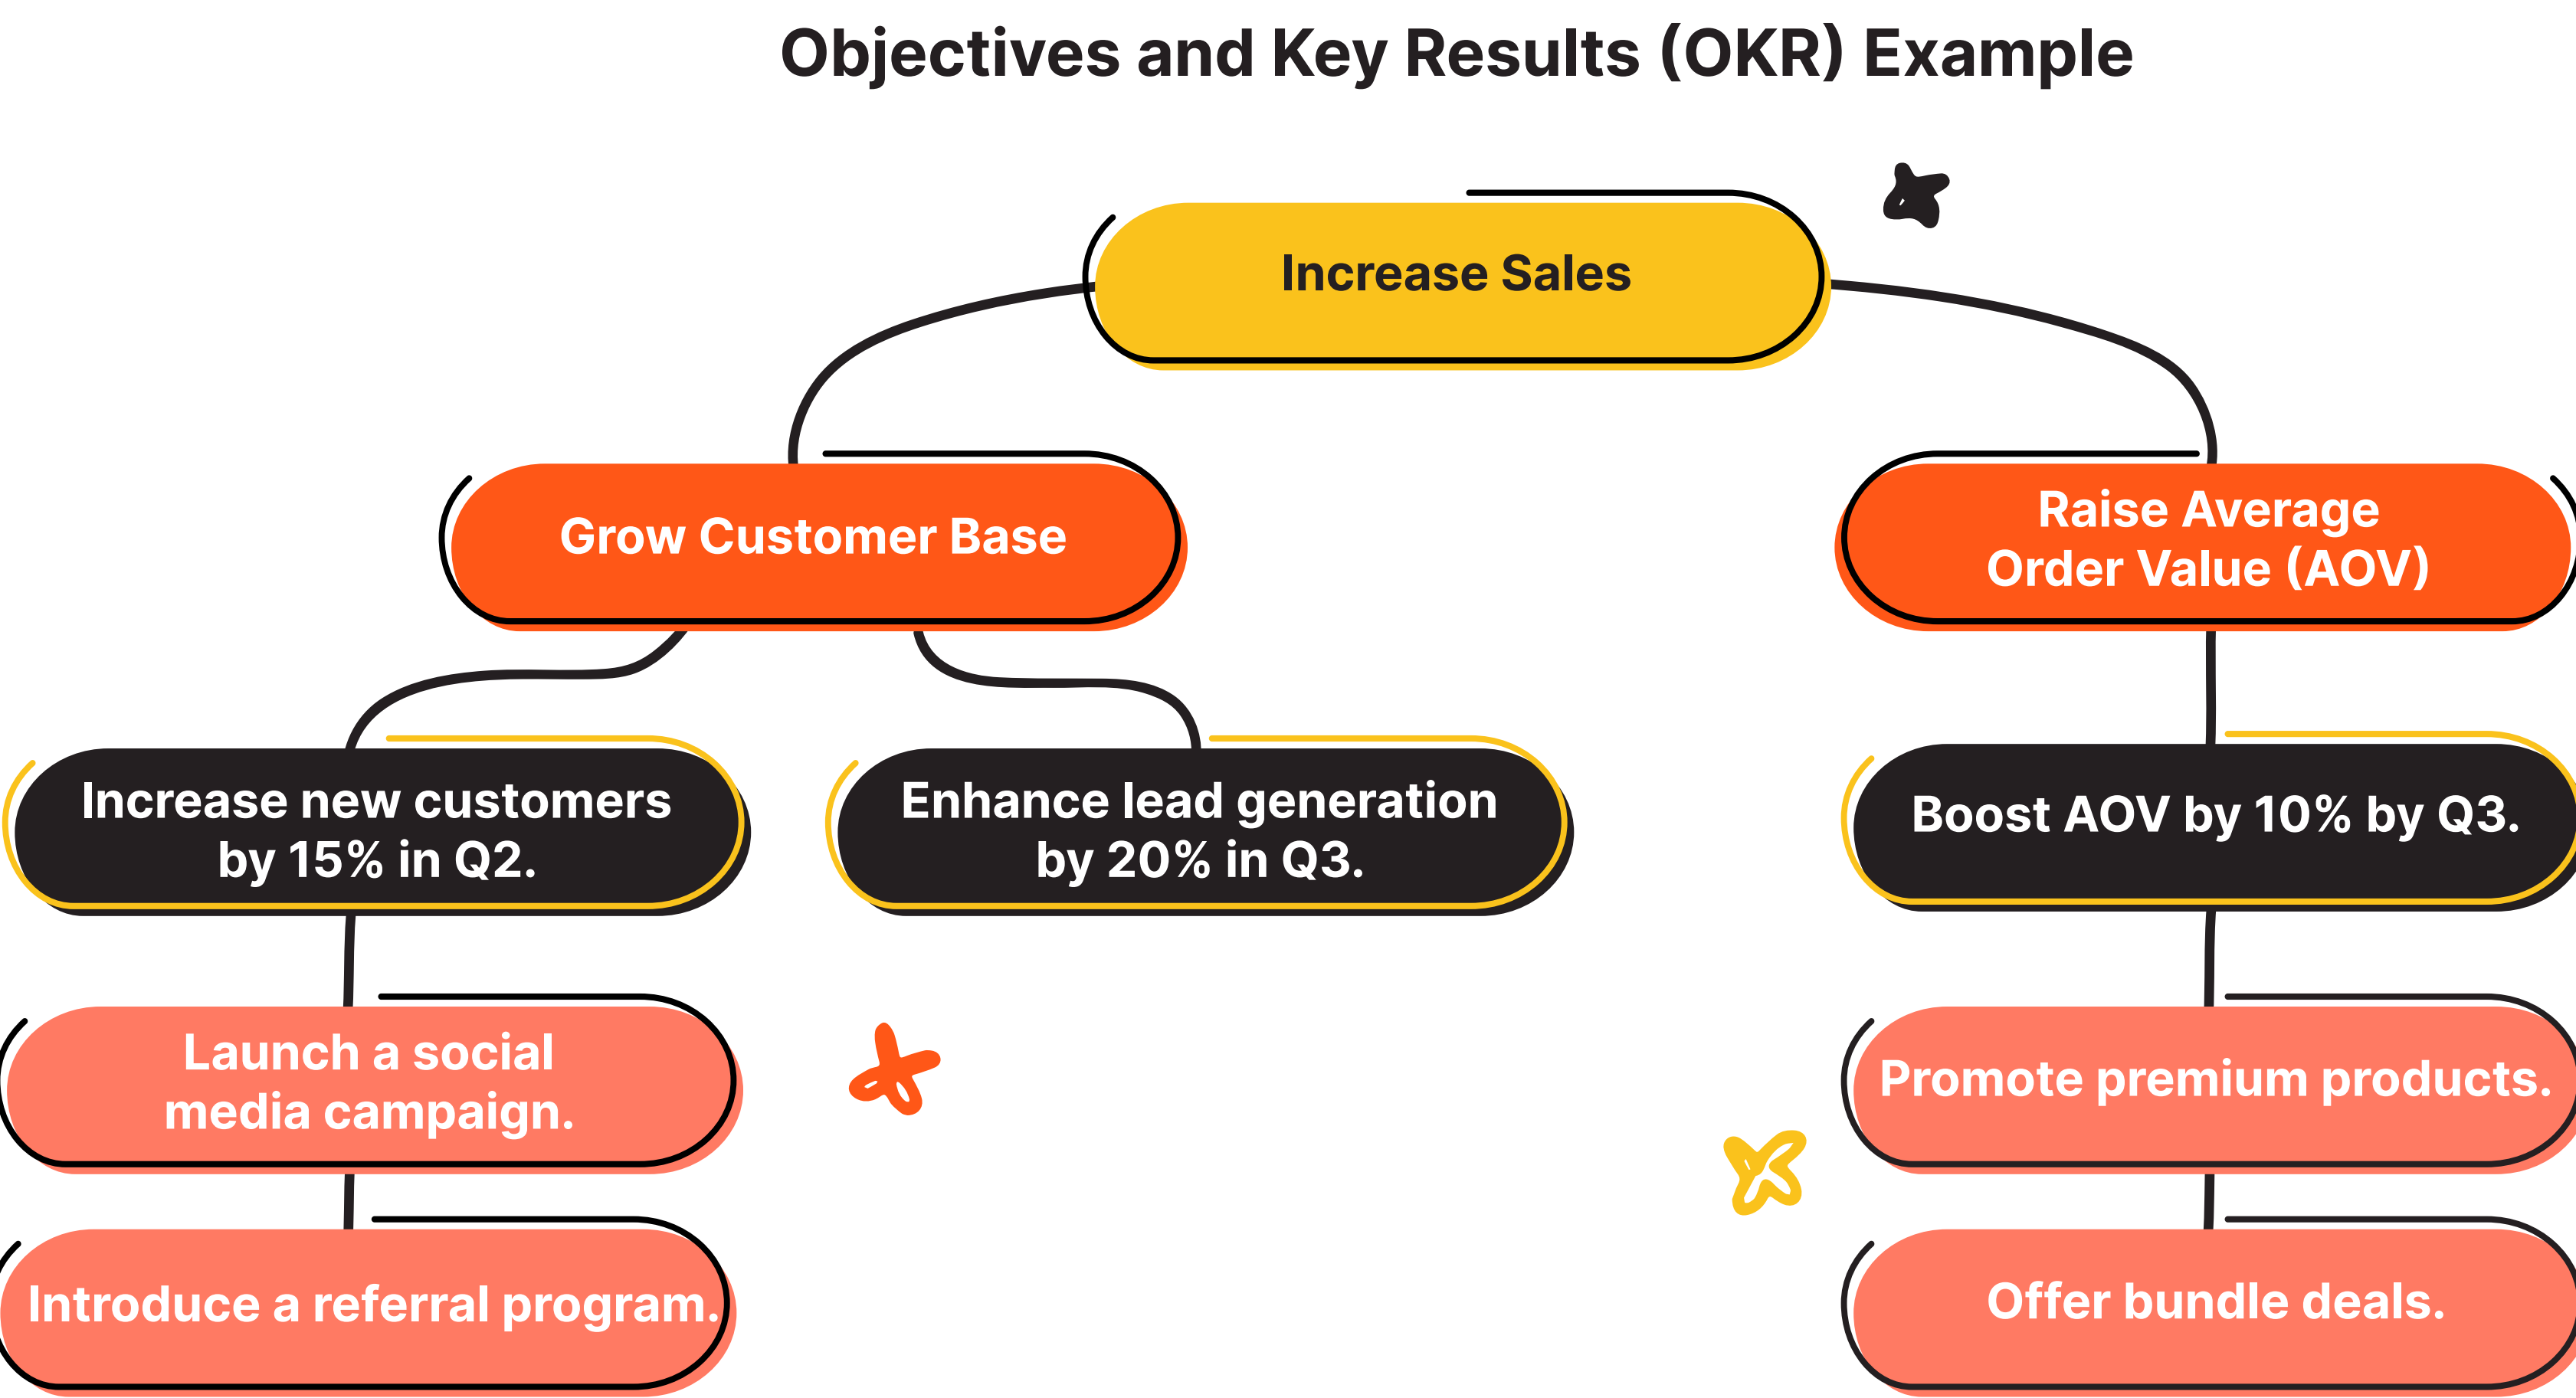 Objectives and Key Results (OKR) Example
Increase Sales
Grow Customer Base
Raise Average
Order Value (AOV)
Increase new customers
by 15% in Q2.
Enhance lead generation
by 20% in Q3.
Boost AOV by 10% by Q3.
Launch a social
media campaign.
Promote premium products.
Introduce a referral program.
Offer bundle deals.